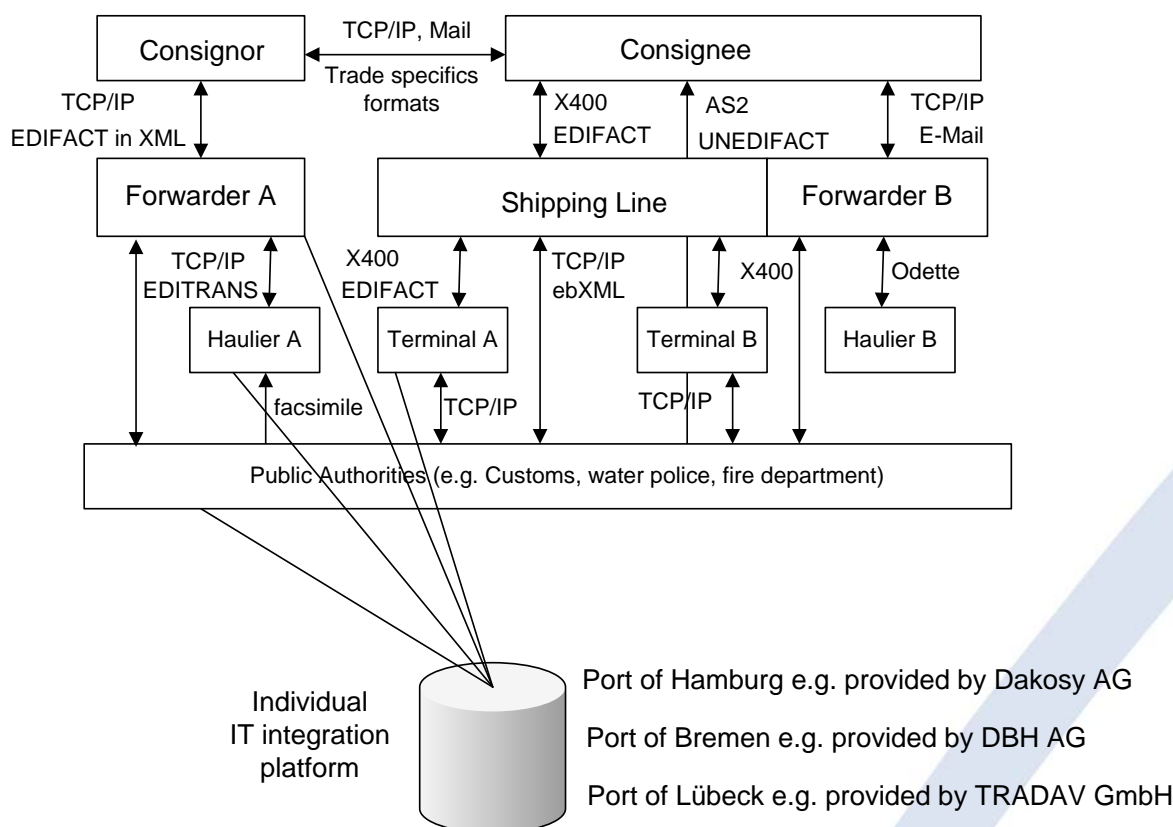 TCP/IP, Mail
Consignor
Consignee
Trade specifics
formats
TCP/IP
EDIFACT in XML
X400
EDIFACT
AS2
UNEDIFACT
TCP/IP
E-Mail
Forwarder A
Shipping Line
Forwarder B
TCP/IP
EDITRANS
X400
EDIFACT
TCP/IP
ebXML
X400
Odette
Haulier A
Terminal A
Terminal B
Haulier B
facsimile
TCP/IP
TCP/IP
Public Authorities (e.g. Customs, water police, fire department)
Individual
IT integration
platform
Port of Hamburg e.g. provided by Dakosy AG
Port of Bremen e.g. provided by DBH AG
Port of Lübeck e.g. provided by TRADAV GmbH